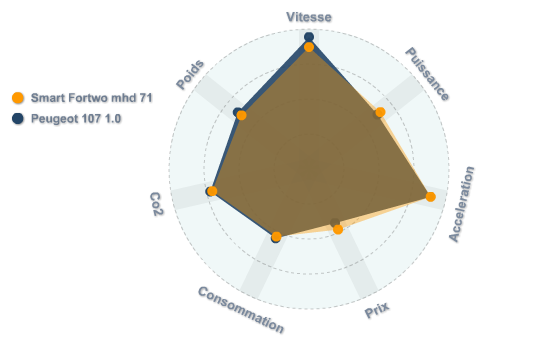 Vitesse
Puissance
Poids
Smart Fortwo mhd 71
Peugeot 107 1.0
Acceleration
Co2
Consommation
Prix